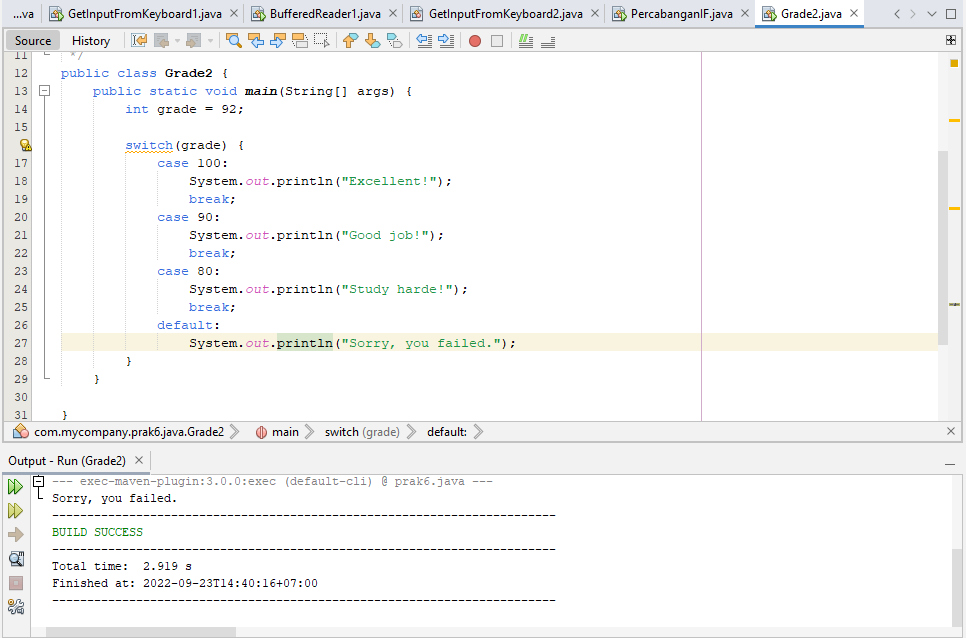 ...va GetInputFromKeyboard1.java BufferedReader1.java GetInputFromKeyboard2.java PercabanganIF.java Grade2.java
Source History
11 */
12 public class Grade2 {
13 public static void main(String[] args) {
14 int grade = 92;
15
switch(grade) {
17 case 100:
18 System.out.println("Excellent!");
19 break;
20 case 90:
21 System.out.println("Good job!");
22 break;
23 case 80:
24 System.out.println("Study harde!");
25 break;
26 default:
27 System.out.println("Sorry, you failed.");
28 }
29 }
30
31 }
com.mycompany.prak6.java.Grade2 main switch (grade) default:
Output - Run (Grade2)
--- exec-maven-plugin:3.0.0:exec (default-cli) @ prak6.java ---
Sorry, you failed.
------------------------------------------------------------------------
BUILD SUCCESS
------------------------------------------------------------------------
Total time:  2.919 s
Finished at: 2022-09-23T14:40:16+07:00
------------------------------------------------------------------------